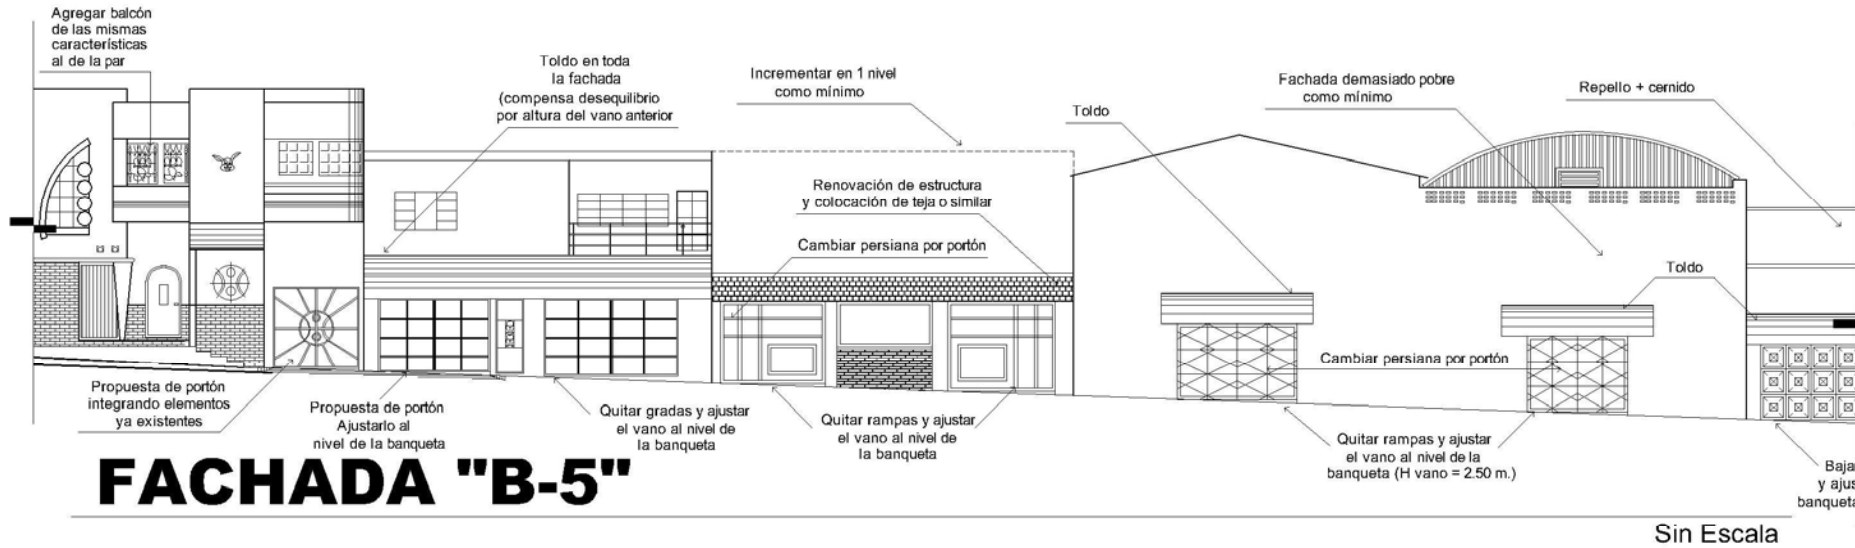 Agregar balcón
de las mismas
características
al de la par
Toldo en toda
la fachada
(compensa desequilibrio
por altura del vano anterior
Incrementar en 1 nivel
como mínimo
Toldo
Fachada demasiado pobre
como mínimo
Repello + cernido
Renovación de estructura
y colocación de teja o similar
Cambiar persiana por portón
Toldo
Cambiar persiana por portón
Propuesta de portón
integrando elementos
ya existentes
Propuesta de portón
Ajustarlo al
nivel de la banqueta
Quitar gradas y ajustar
el vano al nivel de
la banqueta
Quitar rampas y ajustar
el vano al nivel de
la banqueta
Quitar rampas y ajustar
el vano al nivel de la
banqueta (H vano = 2.50 m.)
Baja
y ajus
banqueta
FACHADA "B-5"
Sin Escala